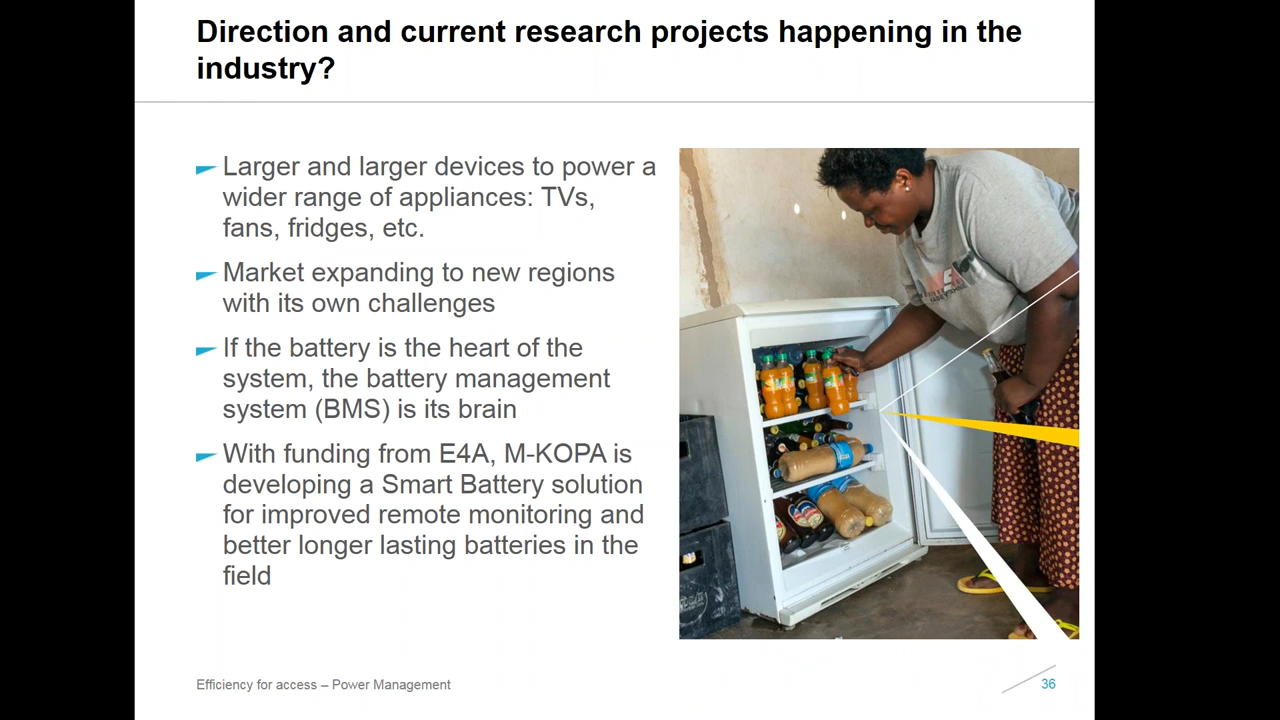 Direction and current research projects happening in the
industry?
Larger and larger devices to power a
wider range of appliances: TVs,
fans, fridges, etc.
Market expanding to new regions
with its own challenges
If the battery is the heart of the
system, the battery management
system (BMS) is its brain
With funding from E4A, M-KOPA is
developing a Smart Battery solution
for improved remote monitoring and
better longer lasting batteries in the
field
Efficiency for access – Power Management
36